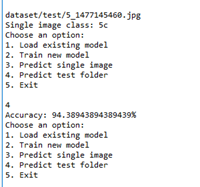 dataset/test/5_1477145460.jpg
Single image class: 5c
Choose an option:
1. Load existing model
2. Train new model
3. Predict single image
4. Predict test folder
5. Exit
4
Accuracy: 94.38943894389439%
Choose an option:
1. Load existing model
2. Train new model
3. Predict single image
4. Predict test folder
5. Exit